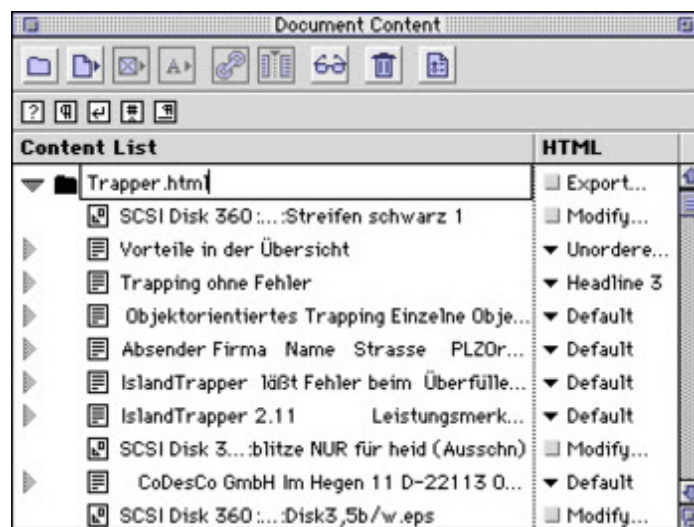 Document Content
Content List HTML
Trapper.html Export...
SCSI Disk 360:...:Streifen schwarz 1 Modify...
Vorteile in der Übersicht Unordere...
Trapping ohne Fehler Headline 3
Objektorientiertes Trapping Einzelne Obje... Default
Absender Firma Name Strasse PLZOr... Default
IslandTrapper läßt Fehler beim Überfülle... Default
IslandTrapper 2.11 Leistungsmerk... Default
SCSI Disk 3...:blitze NUR für heid (Ausschn) Modify...
CoDesCo GmbH Im Hegen 11 D-22113 O... Default
SCSI Disk 360:...:Disk3,5b/w.eps Modify...